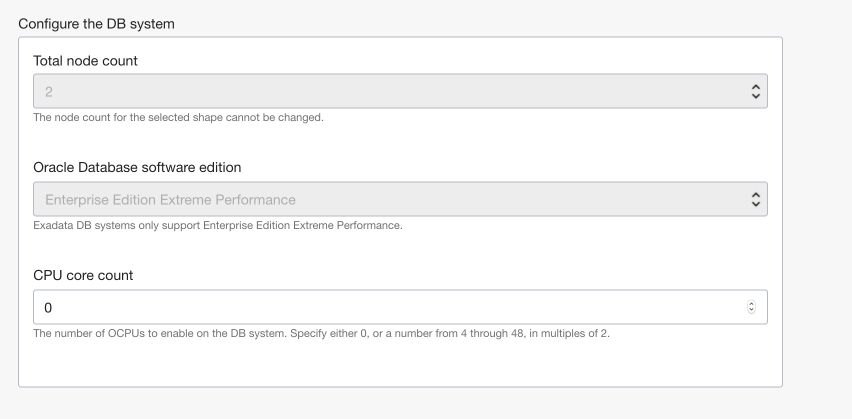 Configure the DB system
Total node count
2
The node count for the selected shape cannot be changed.
Oracle Database software edition
Enterprise Edition Extreme Performance
Exadata DB systems only support Enterprise Edition Extreme Performance.
CPU core count
0
The number of OCPUs to enable on the DB system. Specify either 0, or a number from 4 through 48, in multiples of 2.